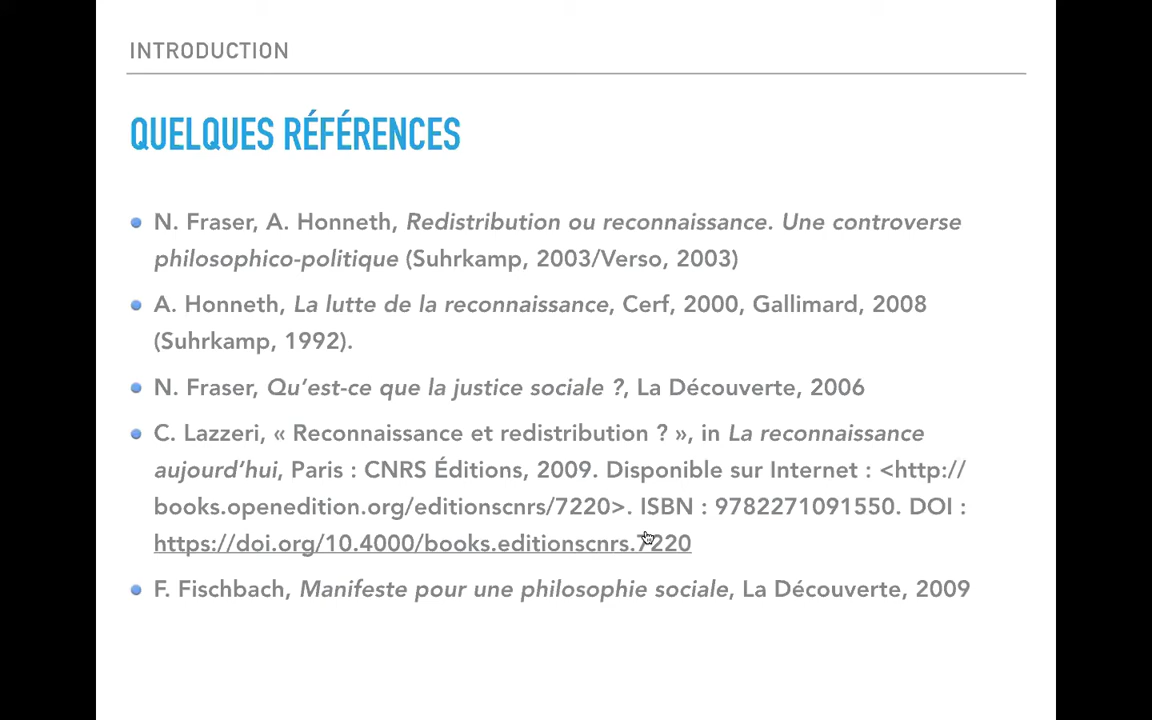 INTRODUCTION
QUELQUES RÉFÉRENCES
N. Fraser, A. Honneth, Redistribution ou reconnaissance. Une controverse
philosophico-politique (Suhrkamp, 2003/Verso, 2003)
A. Honneth, La lutte de la reconnaissance, Cerf, 2000, Gallimard, 2008
(Suhrkamp, 1992).
N. Fraser, Qu’est-ce que la justice sociale ?, La Découverte, 2006
C. Lazzeri, « Reconnaissance et redistribution ? », in La reconnaissance
aujourd’hui, Paris : CNRS Éditions, 2009. Disponible sur Internet : <http://
books.openedition.org/editionscnrs/7220>. ISBN : 9782271091550. DOI :
https://doi.org/10.4000/books.editionscnrs.7220
F. Fischbach, Manifeste pour une philosophie sociale, La Découverte, 2009